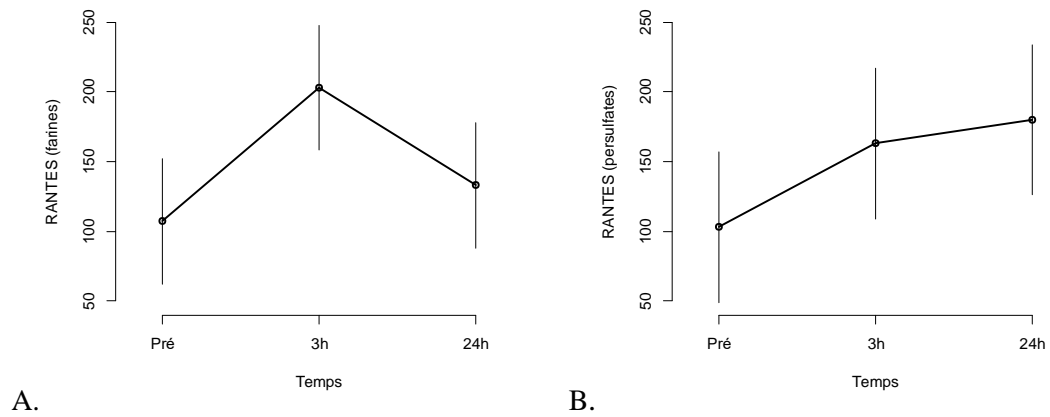 RANTES (farines)
250
200
150
100
50
Pré 3h 24h
Temps
A.
RANTES (persulfates)
250
200
150
100
50
Pré 3h 24h
Temps
B.